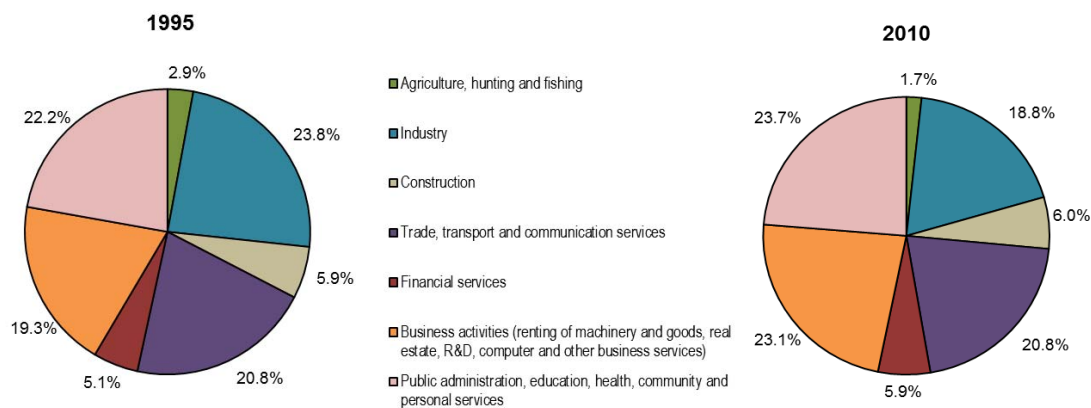 1995
2.9%
23.8%
5.9%
20.8%
5.1%
19.3%
22.2%
Agriculture, hunting and fishing
Industry
Construction
Trade, transport and communication services
Financial services
Business activities (renting of machinery and goods, real
estate, R&D, computer and other business services)
Public administration, education, health, community and
personal services
2010
1.7%
18.8%
6.0%
20.8%
5.9%
23.1%
23.7%